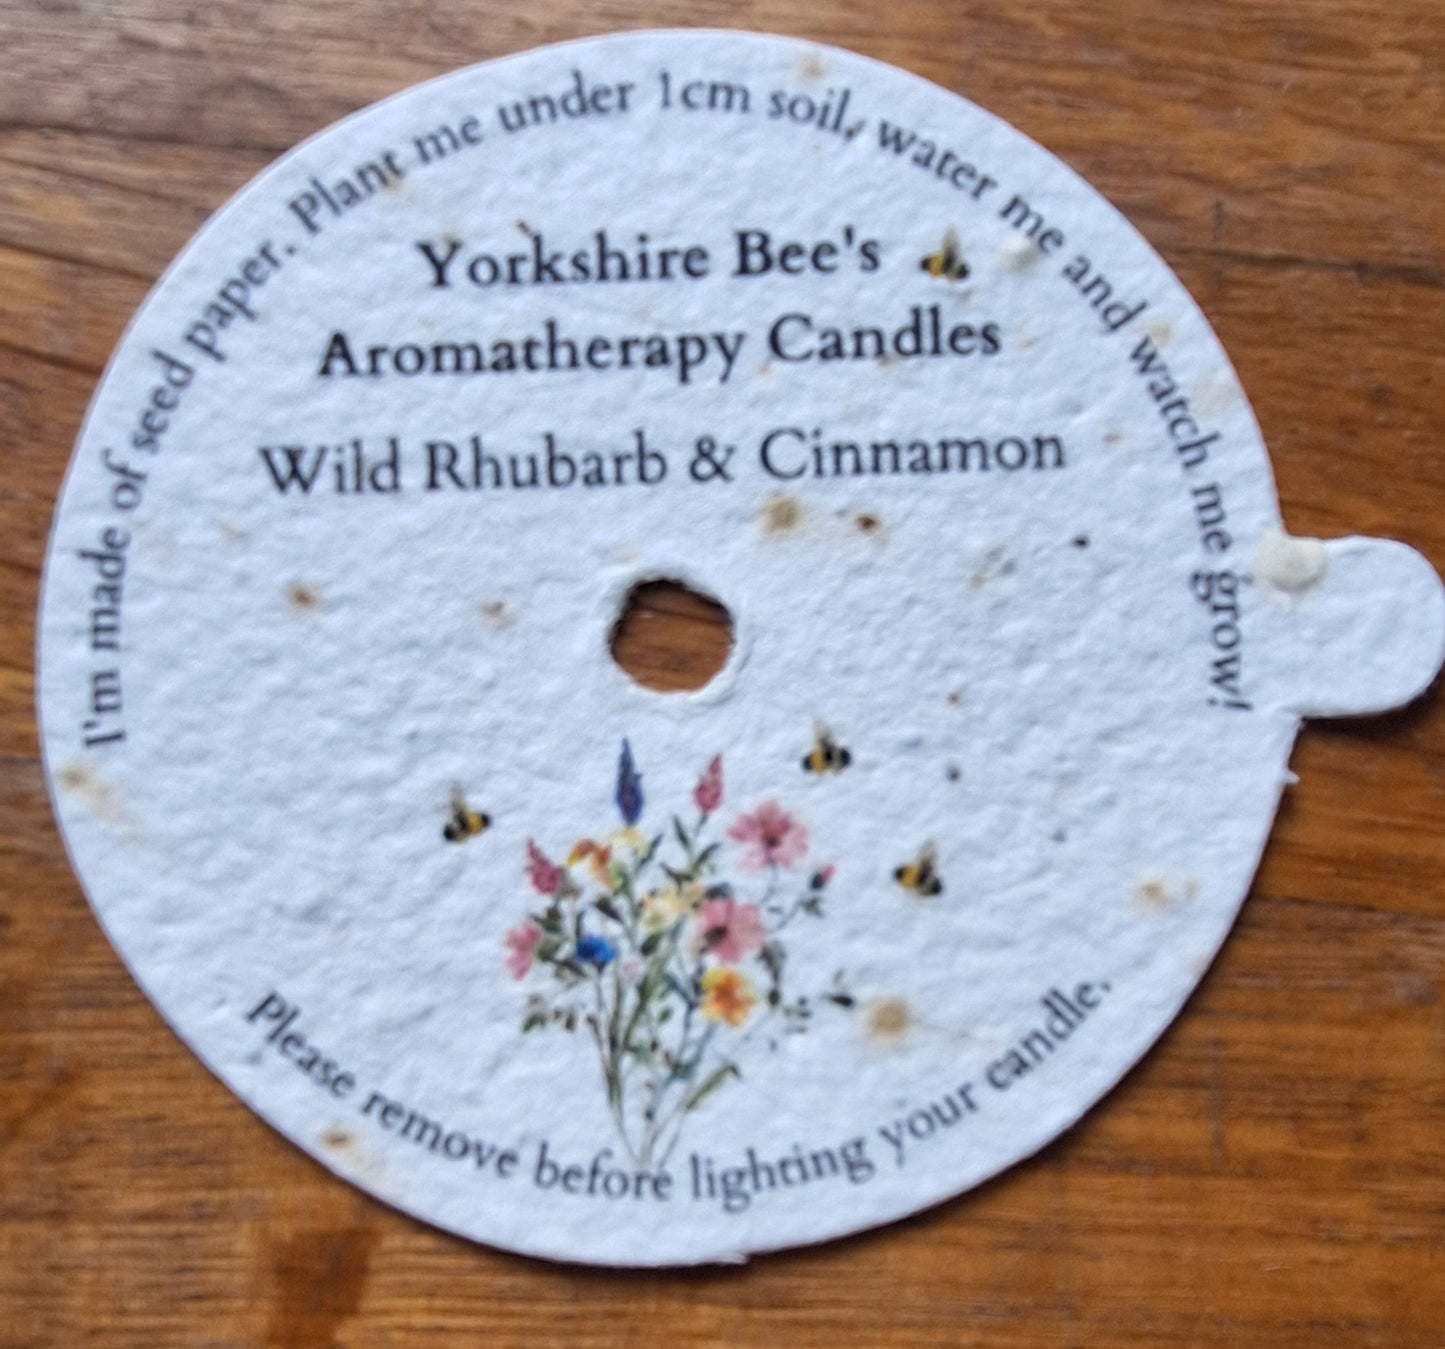 I'm made of seed paper. Plant me under 1cm soil, water me and watch me grow!
Yorkshire Bee's
Aromatherapy Candles
Wild Rhubarb & Cinnamon
Please remove before lighting your candle.